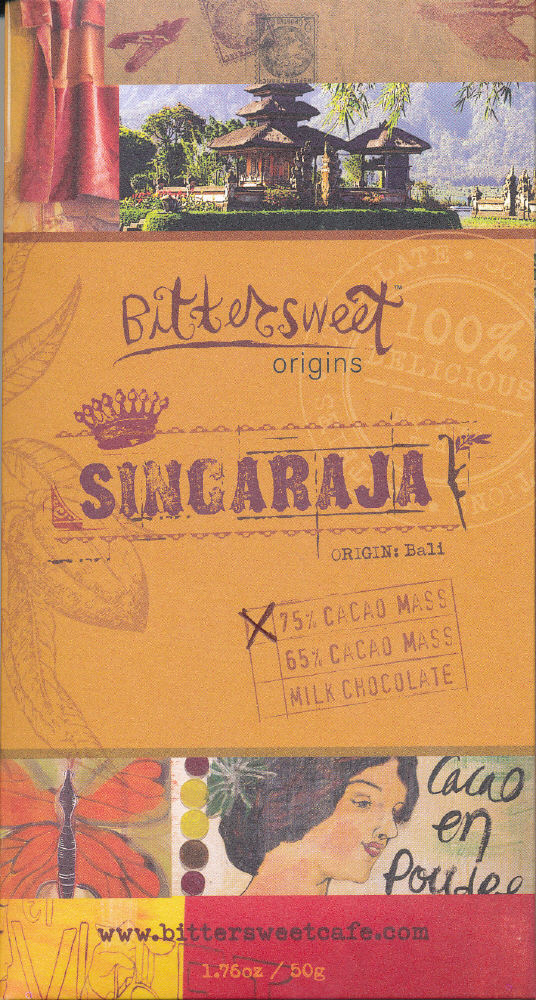 Bittersweet™
origins
100%
DELICIOUS
SINGARAJA
ORIGIN: Bali
75% CACAO MASS
65% CACAO MASS
MILK CHOCOLATE
Cacao
en
Poudre
www.bittersweetcafe.com
1.76oz / 50g